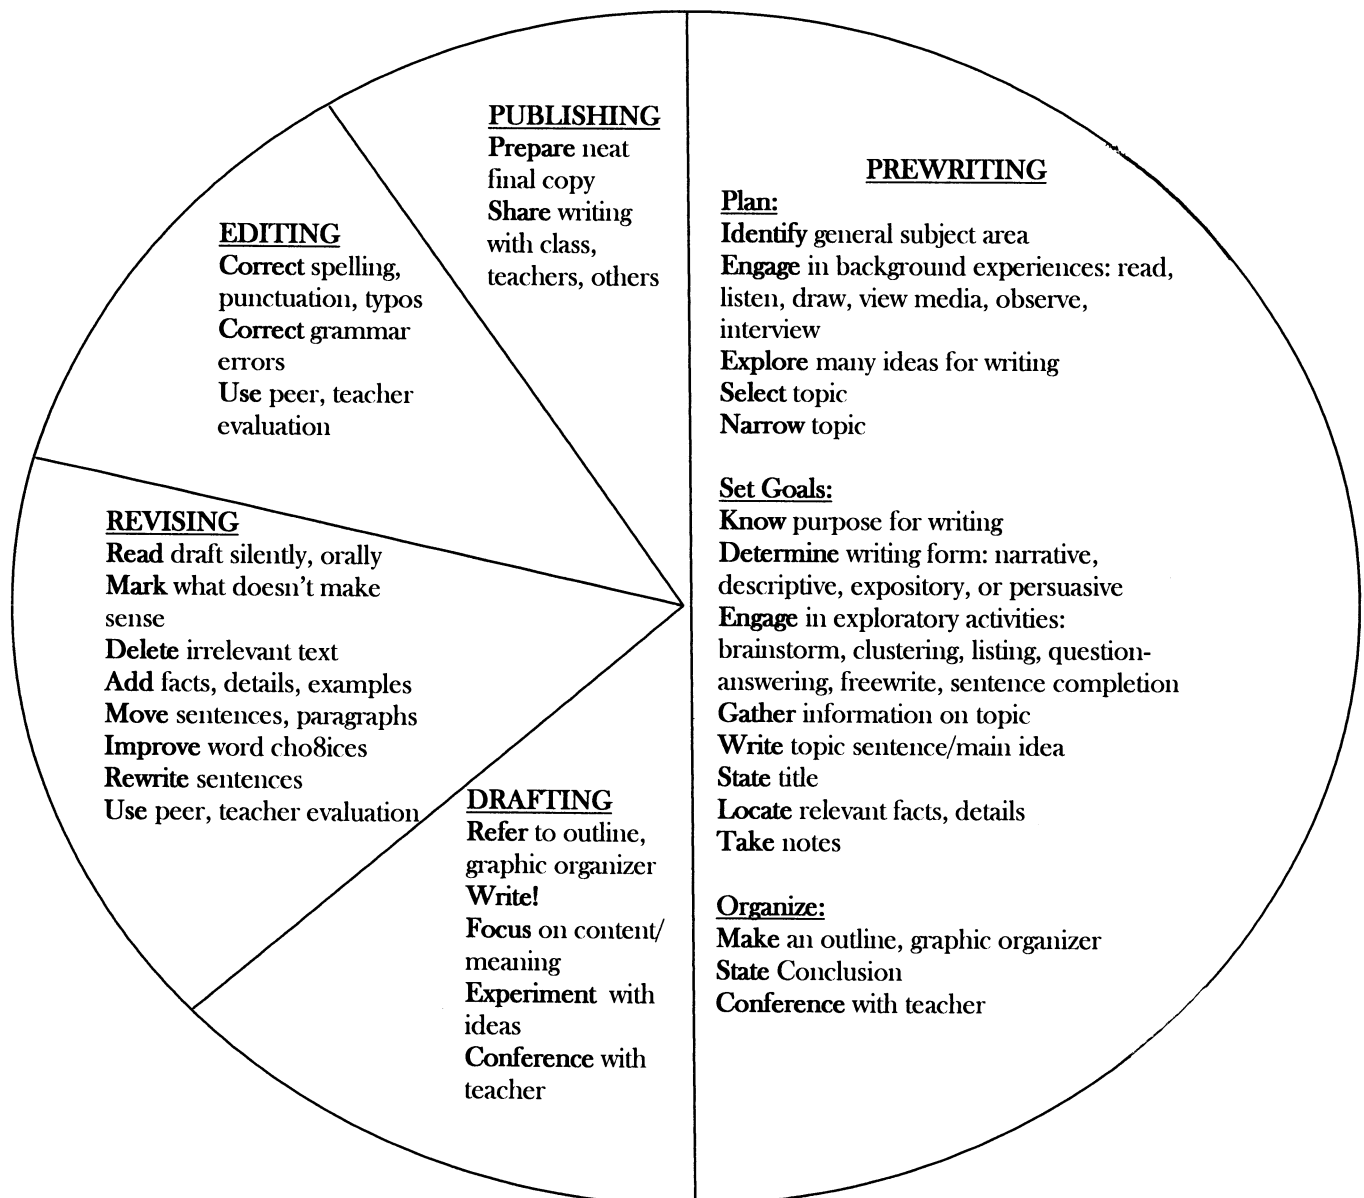 PUBLISHING
Prepare neat
final copy
Share writing
with class,
teachers, others
EDITING
Correct spelling,
punctuation, typos
Correct grammar
errors
Use peer, teacher
evaluation
REVISING
Read draft silently, orally
Mark what doesn't make
sense
Delete irrelevant text
Add facts, details, examples
Move sentences, paragraphs
Improve word cho8ices
Rewrite sentences
Use peer, teacher evaluation
DRAFTING
Refer to outline,
graphic organizer
Write!
Focus on content/
meaning
Experiment with
ideas
Conference with
teacher
PREWRITING
Plan:
Identify general subject area
Engage in background experiences: read,
listen, draw, view media, observe,
interview
Explore many ideas for writing
Select topic
Narrow topic
Set Goals:
Know purpose for writing
Determine writing form: narrative,
descriptive, expository, or persuasive
Engage in exploratory activities:
brainstorm, clustering, listing, question-
answering, freewrite, sentence completion
Gather information on topic
Write topic sentence/main idea
State title
Locate relevant facts, details
Take notes
Organize:
Make an outline, graphic organizer
State Conclusion
Conference with teacher